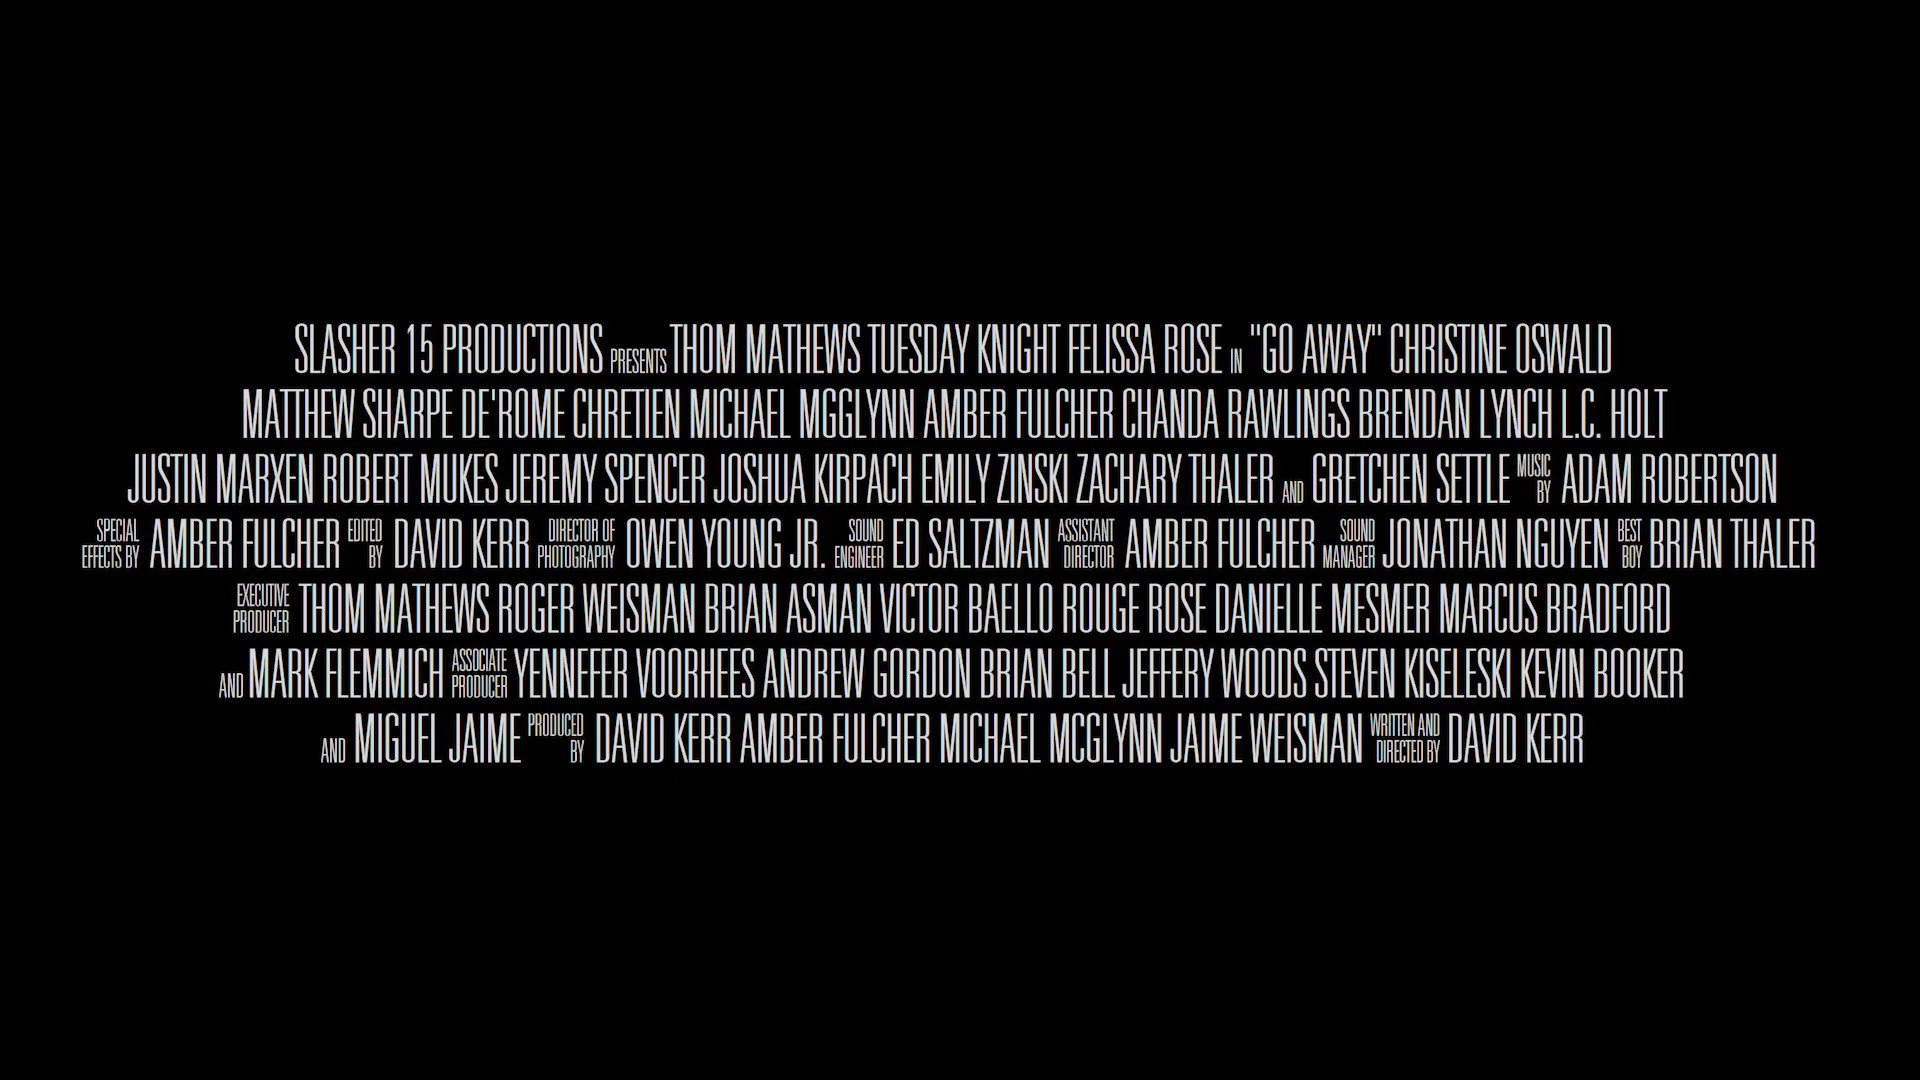 SLASHER 15 PRODUCTIONS PRESENTS THOM MATHEWS TUESDAY KNIGHT FELISSA ROSE IN "GO AWAY" CHRISTINE OSWALD
MATTHEW SHARPE DE'ROME CHRETIEN MICHAEL MGGLYNN AMBER FULCHER CHANDA RAWLINGS BRENDAN LYNCH L.C. HOLT
JUSTIN MARXEN ROBERT MUKES JEREMY SPENCER JOSHUA KIRPACH EMILY ZINSKI ZACHARY THALER AND GRETCHEN SETTLE MUSIC BY ADAM ROBERTSON
SPECIAL EFFECTS BY AMBER FULCHER EDITED BY DAVID KERR DIRECTOR OF PHOTOGRAPHY OWEN YOUNG JR. SOUND ENGINEER ED SALTZMAN ASSISTANT DIRECTOR AMBER FULCHER SOUND MANAGER JONATHAN NGUYEN BEST BOY BRIAN THALER
EXECUTIVE PRODUCER THOM MATHEWS ROGER WEISMAN BRIAN ASMAN VICTOR BAELLO ROUGE ROSE DANIELLE MESMER MARCUS BRADFORD
AND MARK FLEMMICH ASSOCIATE PRODUCER YENNEFER VOORHEES ANDREW GORDON BRIAN BELL JEFFERY WOODS STEVEN KISELESKI KEVIN BOOKER
AND MIGUEL JAIME PRODUCED BY DAVID KERR AMBER FULCHER MICHAEL MCGLYNN JAIME WEISMAN WRITTEN AND DIRECTED BY DAVID KERR